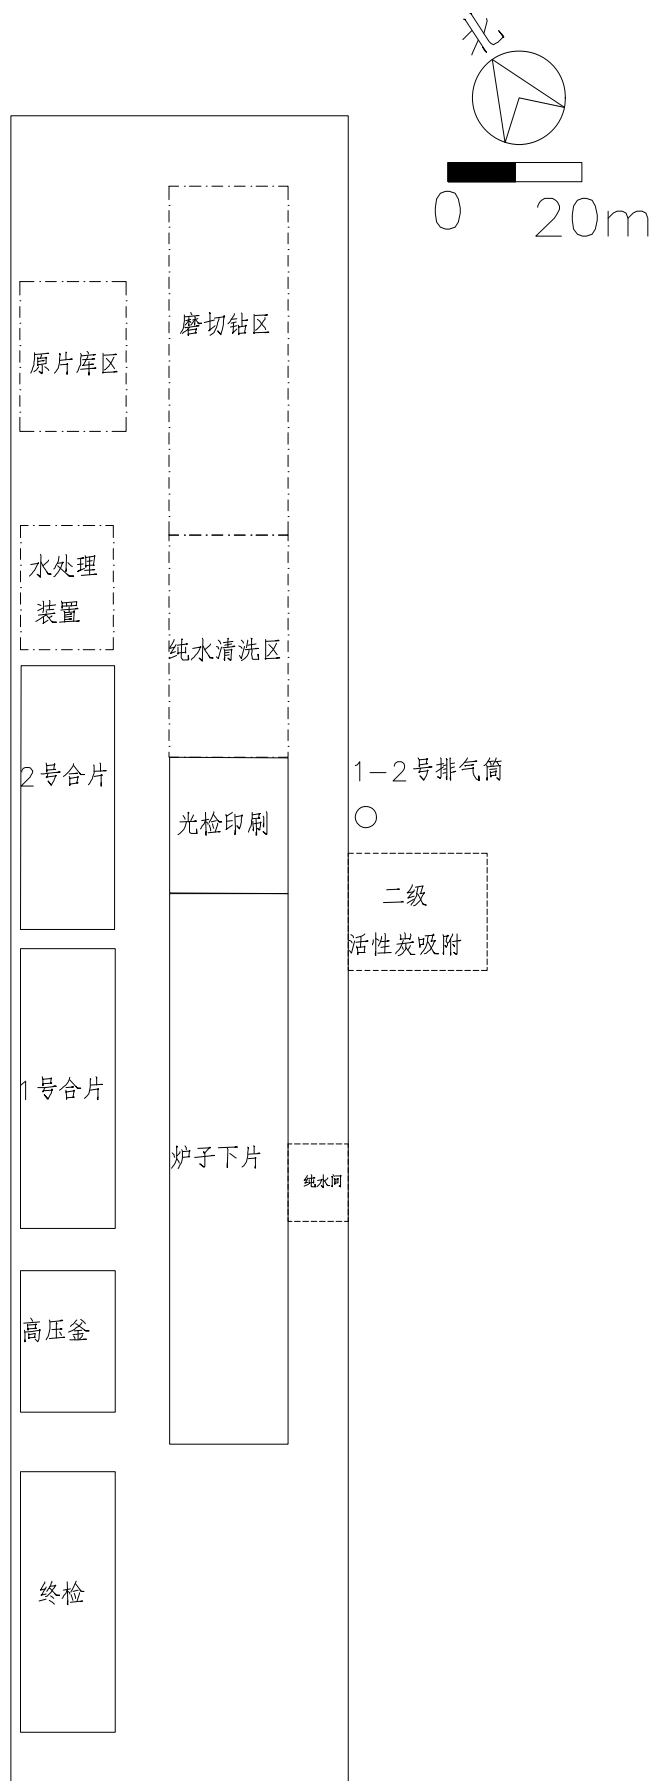 北
0 20m
磨切钻区
原片库区
水处理
装置
纯水清洗区
2号合片
1-2号排气筒
光检印刷
二级
活性炭吸附
1号合片
炉子下片
纯水间
高压釜
终检